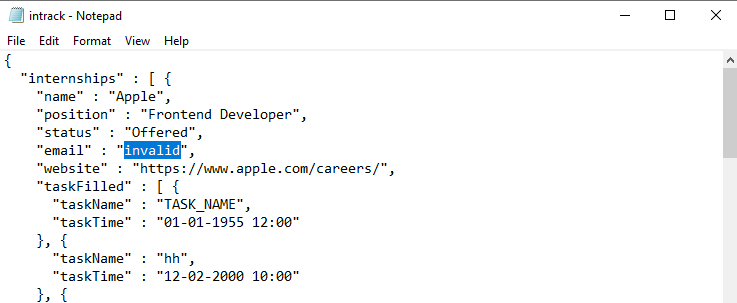 intrack - Notepad
File Edit Format View Help
{
"internships" : [ {
"name" : "Apple",
"position" : "Frontend Developer",
"status" : "Offered",
"email" : "invalid",
"website" : "https://www.apple.com/careers/",
"taskFilled" : [ {
"taskName" : "TASK_NAME",
"taskTime" : "01-01-1955 12:00"
}, {
"taskName" : "hh",
"taskTime" : "12-02-2000 10:00"
}, {